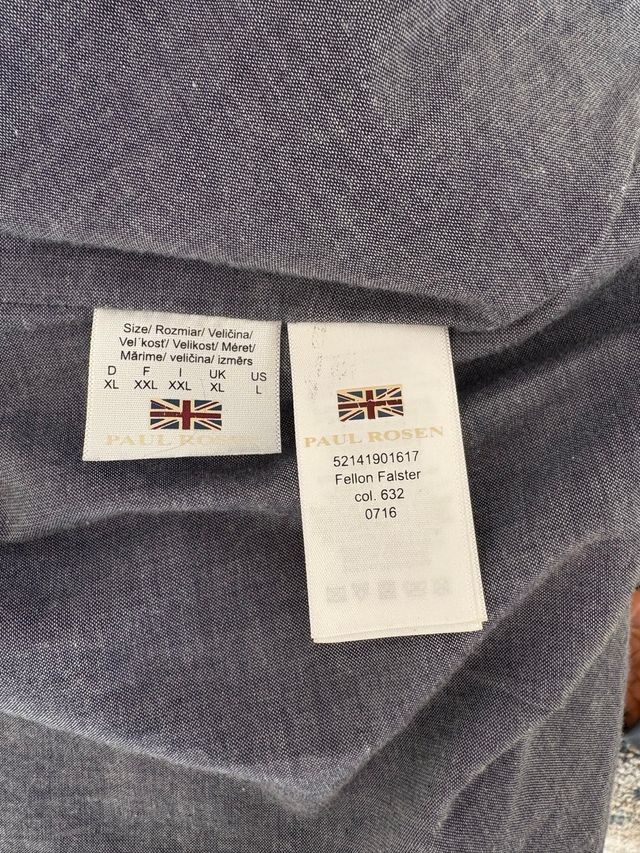 Size/ Rozmiar/ Veličina/
Vel´kosť/ Velikost/ Méret/
Mărime/ veličina/ izmērs
D F I UK US
XL XXL XXL XL L
PAUL ROSEN
PAUL ROSEN
52141901617
Fellon Falster
col. 632
0716